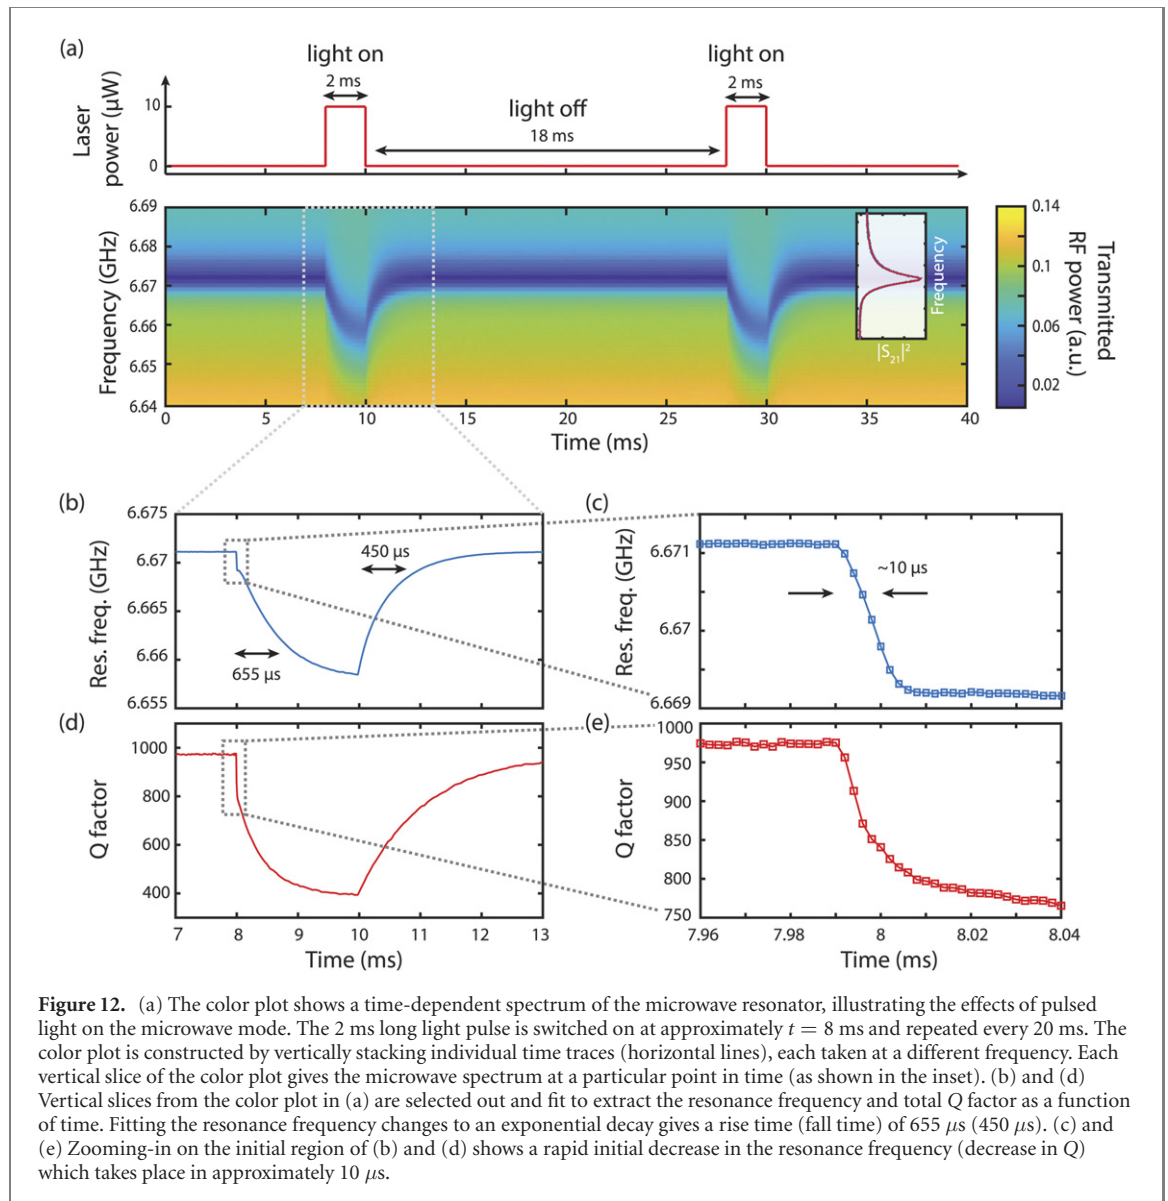 (a)
light on
2 ms
light off
18 ms
light on
2 ms
Laser
power (µW)
10
0
6.69
6.68
6.67
6.66
6.65
6.64
Frequency (GHz)
0
5
10
15
20
25
30
35
40
Time (ms)
Frequency
|S21|²
0.14
0.1
0.06
0.02
Transmitted
RF power (a.u.)
(b)
6.675
6.67
6.665
6.66
6.655
Res. freq. (GHz)
450 µs
655 µs
(c)
6.671
6.67
6.669
Res. freq. (GHz)
~10 µs
(d)
1000
800
600
400
Q factor
7
8
9
10
11
12
13
Time (ms)
(e)
1000
950
900
850
800
750
Q factor
7.96
7.98
8
8.02
8.04
Time (ms)
Figure 12. (a) The color plot shows a time-dependent spectrum of the microwave resonator, illustrating the effects of pulsed
light on the microwave mode. The 2 ms long light pulse is switched on at approximately t = 8 ms and repeated every 20 ms. The
color plot is constructed by vertically stacking individual time traces (horizontal lines), each taken at a different frequency. Each
vertical slice of the color plot gives the microwave spectrum at a particular point in time (as shown in the inset). (b) and (d)
Vertical slices from the color plot in (a) are selected out and fit to extract the resonance frequency and total Q factor as a function
of time. Fitting the resonance frequency changes to an exponential decay gives a rise time (fall time) of 655 µs (450 µs). (c) and
(e) Zooming-in on the initial region of (b) and (d) shows a rapid initial decrease in the resonance frequency (decrease in Q)
which takes place in approximately 10 µs.